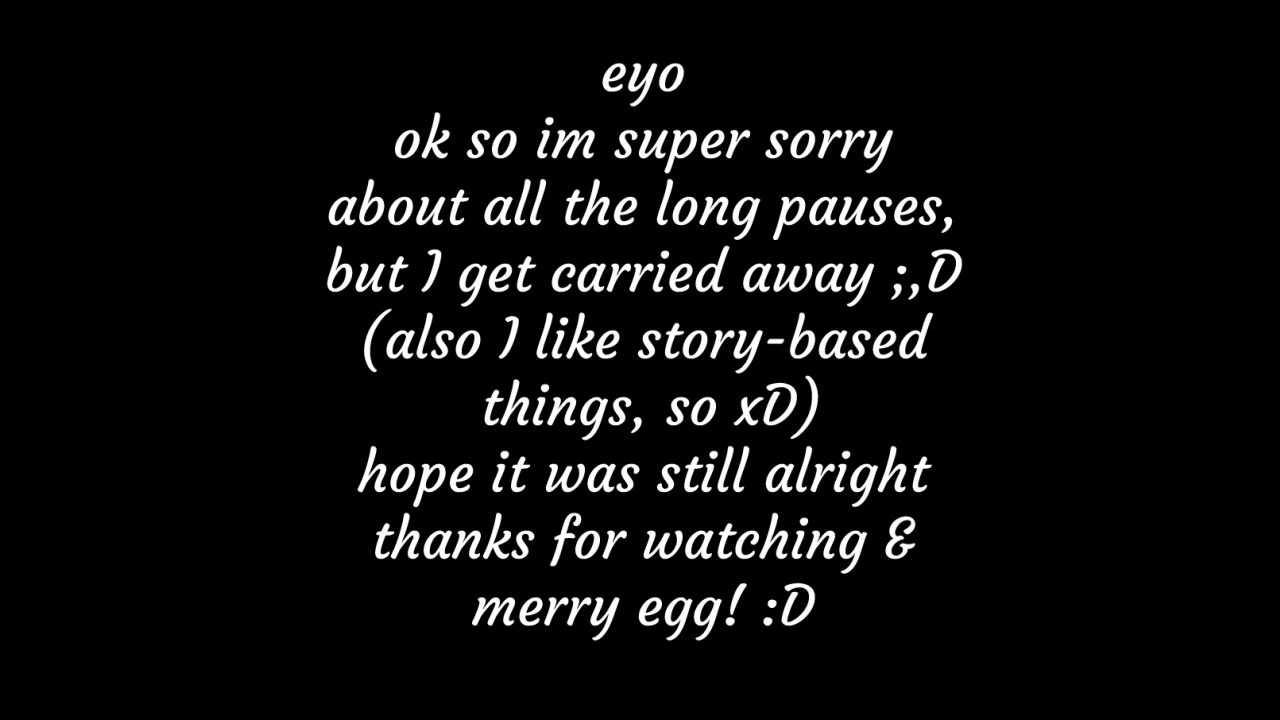 eyo
ok so im super sorry
about all the long pauses,
but I get carried away ;,D
(also I like story-based
things, so xD)
hope it was still alright
thanks for watching &
merry egg! :D